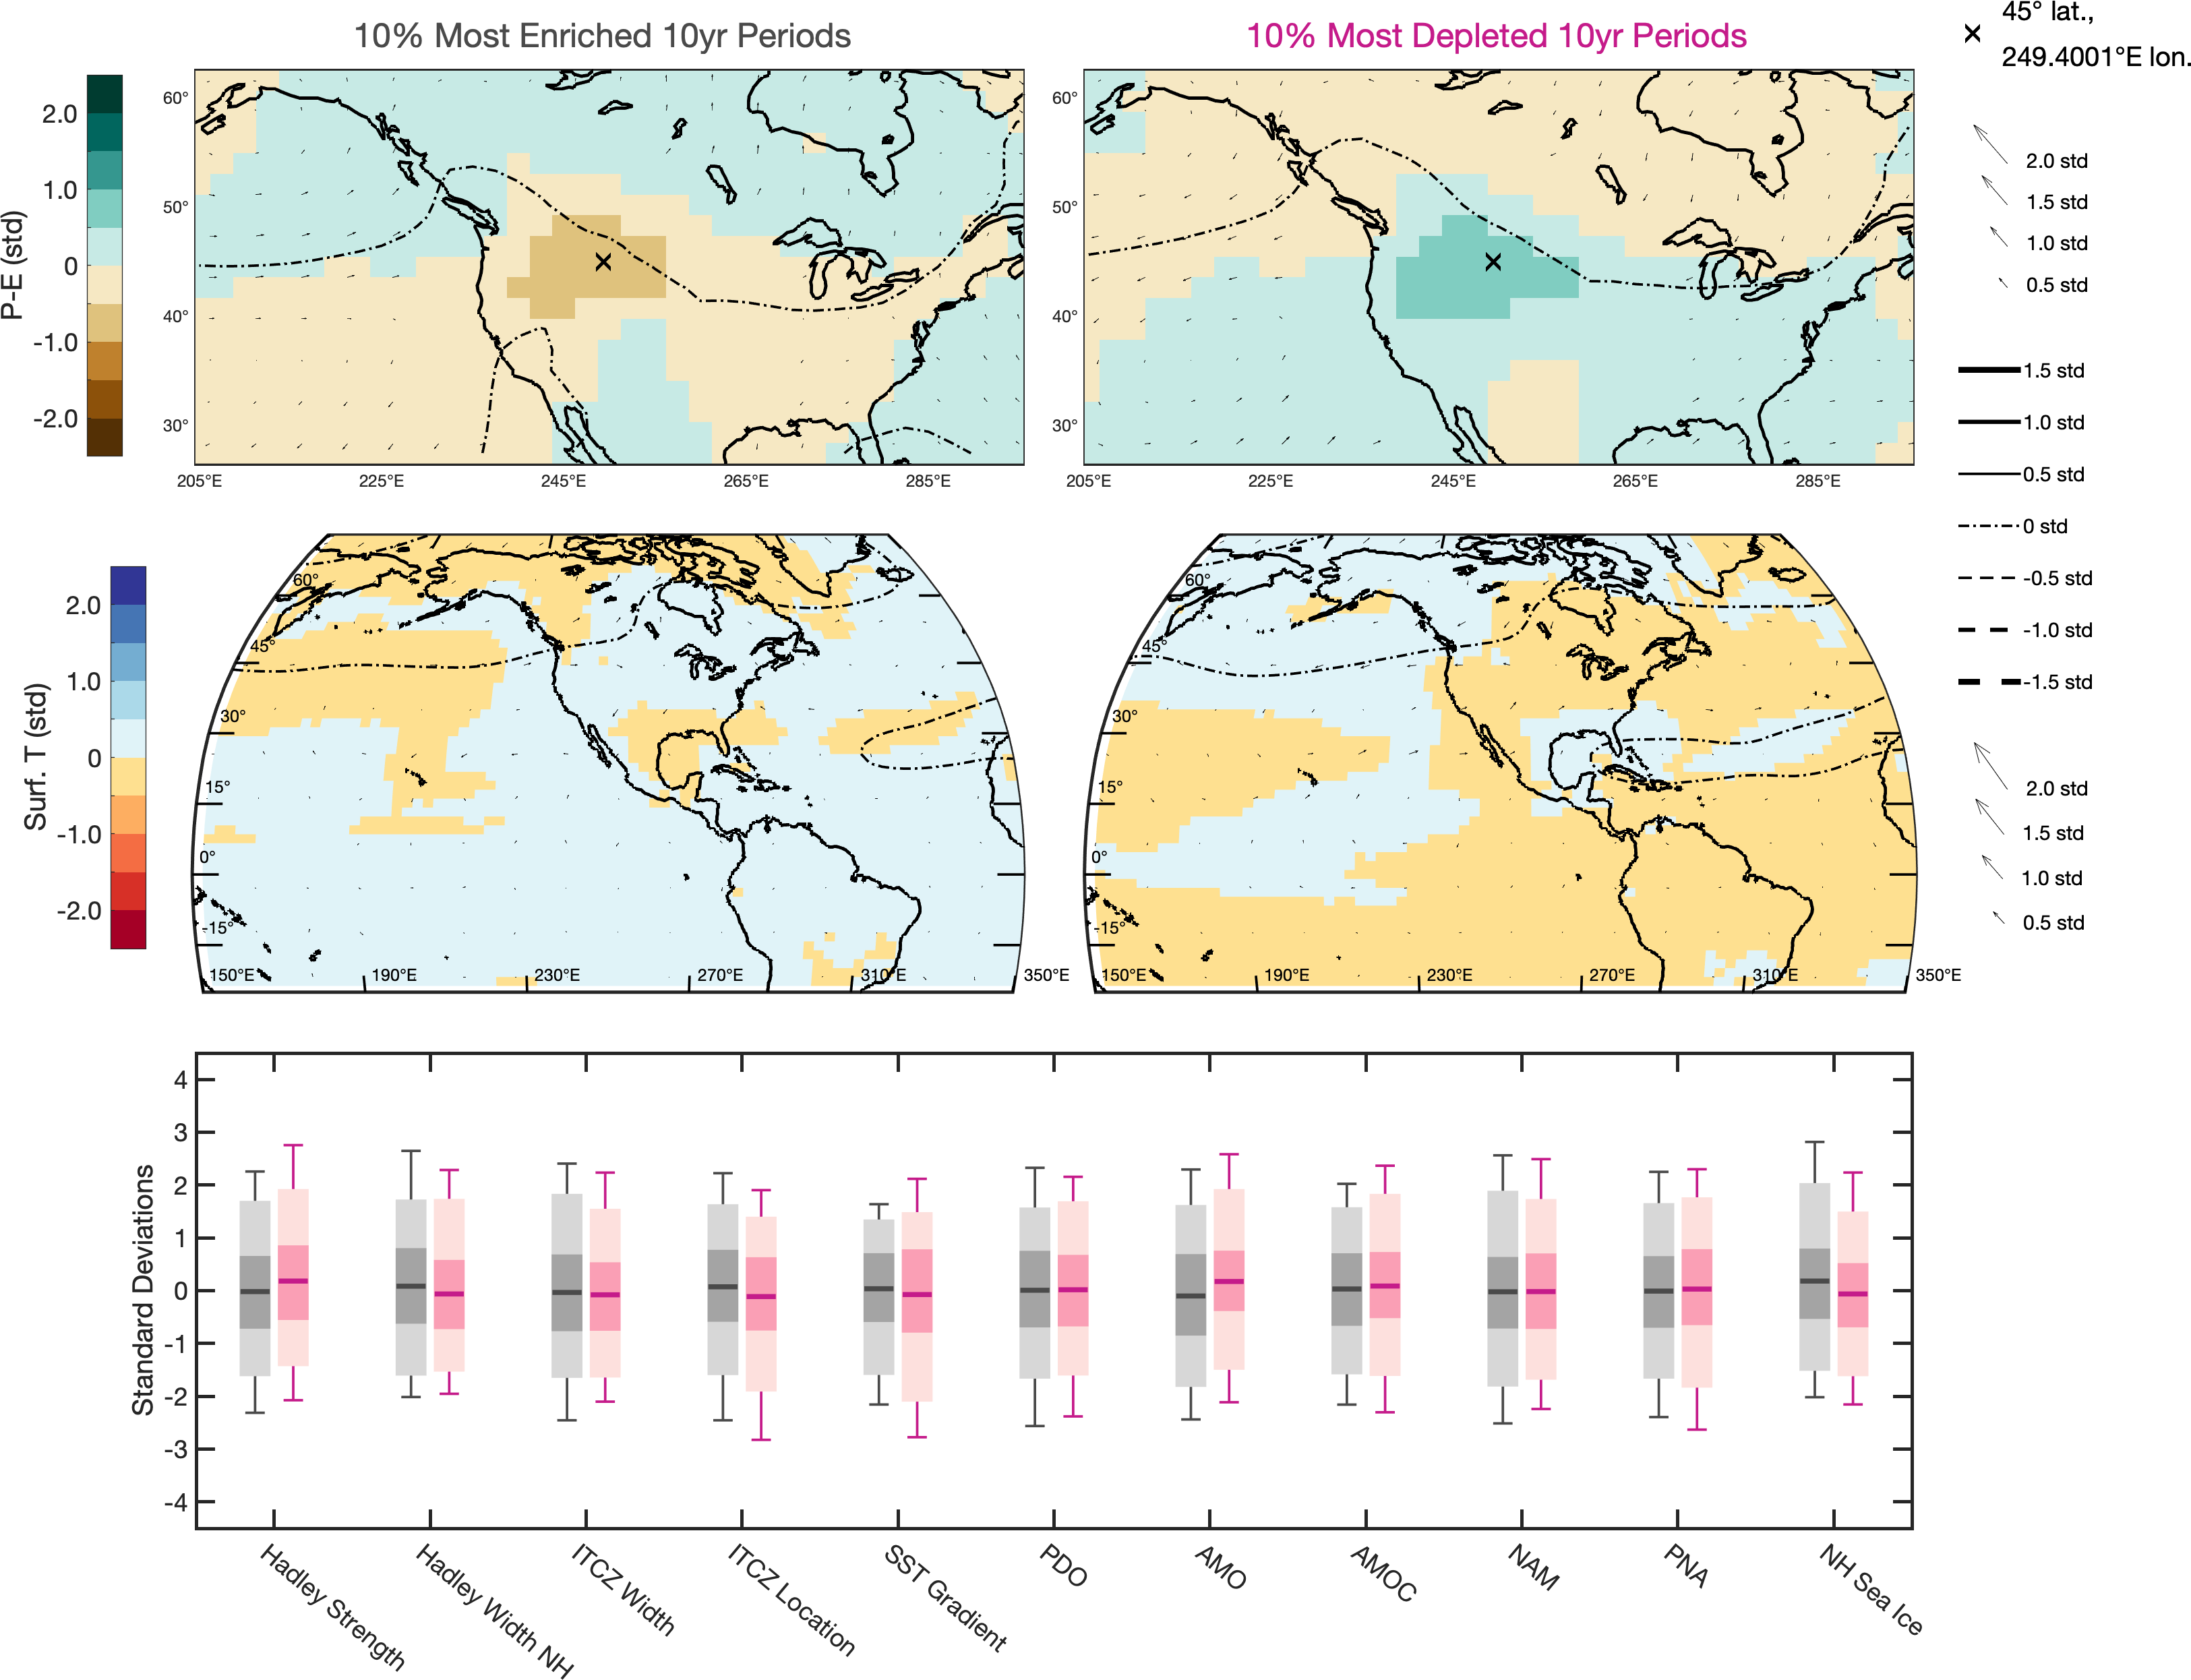 10% Most Enriched 10yr Periods
10% Most Depleted 10yr Periods
45° lat.,
249.4001°E lon.
P-E (std)
2.0
1.0
0
-1.0
-2.0
60°
50°
40°
30°
205°E
225°E
245°E
265°E
285°E
60°
50°
40°
30°
205°E
225°E
245°E
265°E
285°E
2.0 std
1.5 std
1.0 std
0.5 std
1.5 std
1.0 std
0.5 std
0 std
-0.5 std
-1.0 std
-1.5 std
Surf. T (std)
2.0
1.0
0
-1.0
-2.0
60°
45°
30°
15°
0°
-15°
150°E
190°E
230°E
270°E
310°E
350°E
60°
45°
30°
15°
0°
-15°
150°E
190°E
230°E
270°E
310°E
350°E
2.0 std
1.5 std
1.0 std
0.5 std
Standard Deviations
4
3
2
1
0
-1
-2
-3
-4
Hadley Strength
Hadley Width NH
ITCZ Width
ITCZ Location
SST Gradient
PDO
AMO
AMOC
NAM
PNA
NH Sea Ice